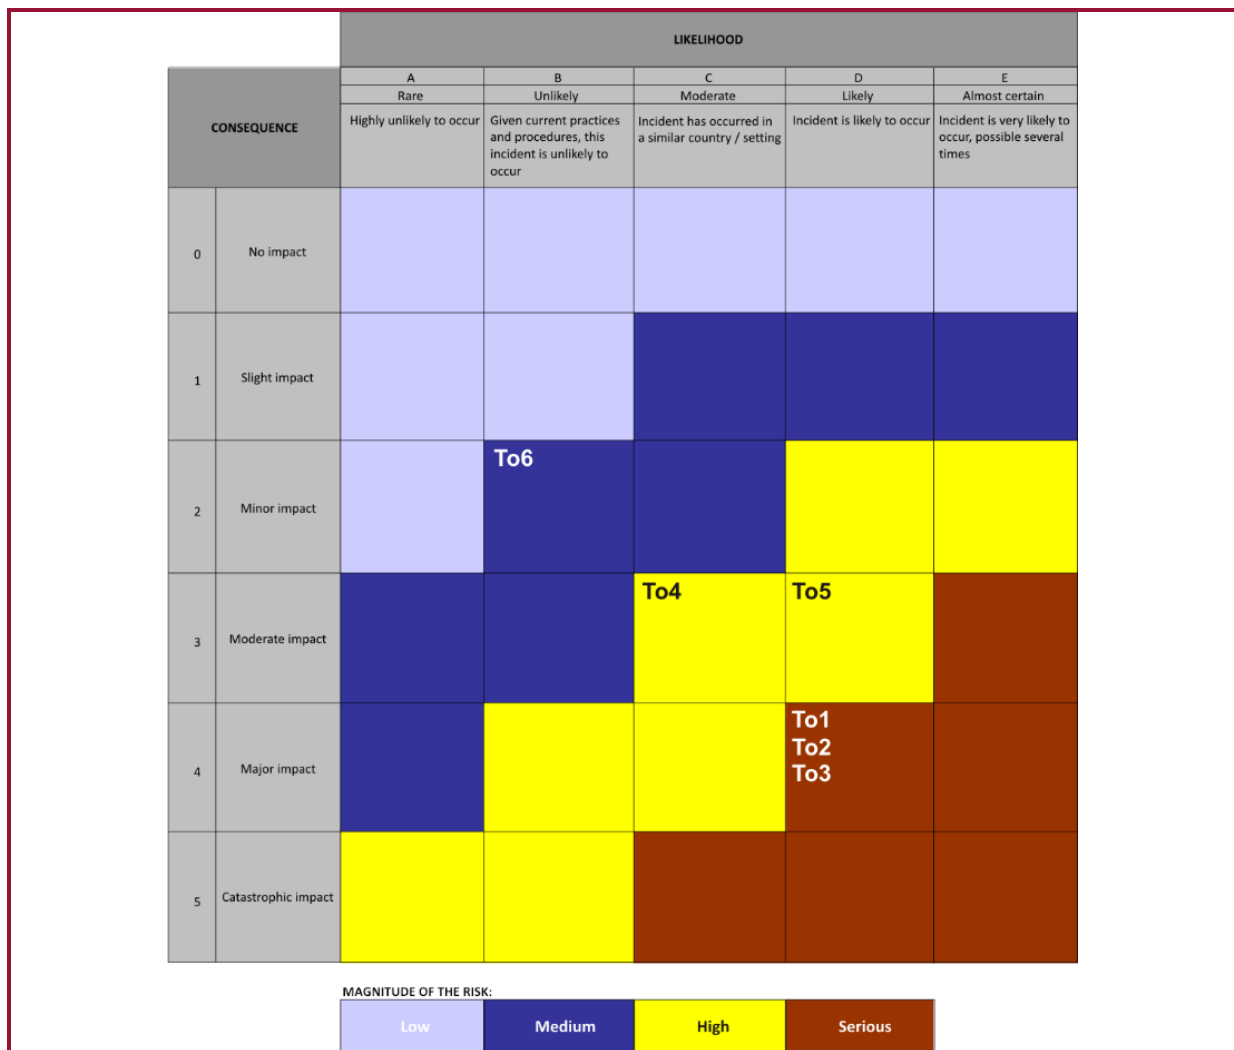 LIKELIHOOD
CONSEQUENCE
A
B
C
D
E
Rare
Unlikely
Moderate
Likely
Almost certain
Highly unlikely to occur
Given current practices
and procedures, this
incident is unlikely to
occur
Incident has occurred in
a similar country / setting
Incident is likely to occur
Incident is very likely to
occur, possible several
times
0
No impact
1
Slight impact
2
Minor impact
To6
3
Moderate impact
To4
To5
4
Major impact
To1
To2
To3
5
Catastrophic impact
MAGNITUDE OF THE RISK:
Low
Medium
High
Serious